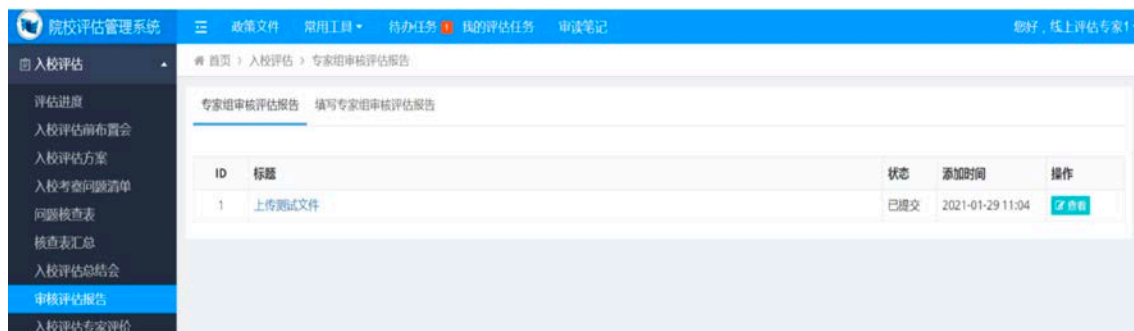 院校评估管理系统
政策文件 常用工具 待办任务 我的评估任务 审读笔记 您好，线上评估专家1
入校评估
首页 > 入校评估 > 专家组审核评估报告
评估进度
入校评估前布置会
入校评估方案
入校考察问题清单
问题核查表
核查表汇总
入校评估总结会
审核评估报告
入校评估专家评价
专家组审核评估报告 填写专家组审核评估报告
ID 标题 状态 添加时间 操作
1 上传测试文件 已提交 2021-01-29 11:04 查看